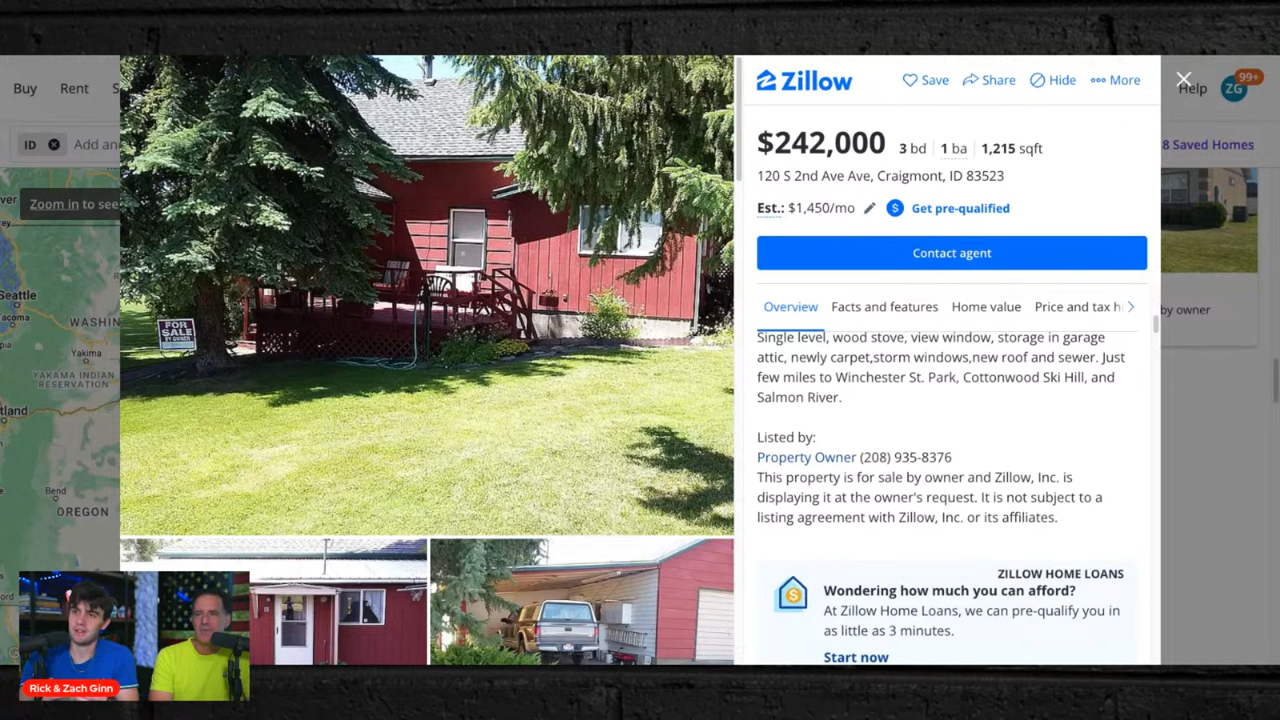 Buy
Rent
S
ID
Add an
Zoom in to see
Seattle
Tacoma
WASHIN
Yakima
YAKAMA INDIAN
RESERVATION
Bend
OREGON
FOR
SALE
BY OWNER
Zillow
Save
Share
Hide
More
Help
ZG
99+
8 Saved Homes
by owner
$242,000
3 bd
1 ba
1,215 sqft
120 S 2nd Ave Ave, Craigmont, ID 83523
Est.: $1,450/mo
$ Get pre-qualified
Contact agent
Overview
Facts and features
Home value
Price and tax h
Single level, wood stove, view window, storage in garage
attic, newly carpet,storm windows,new roof and sewer. Just
few miles to Winchester St. Park, Cottonwood Ski Hill, and
Salmon River.
Listed by:
Property Owner (208) 935-8376
This property is for sale by owner and Zillow, Inc. is
displaying it at the owner's request. It is not subject to a
listing agreement with Zillow, Inc. or its affiliates.
ZILLOW HOME LOANS
Wondering how much you can afford?
At Zillow Home Loans, we can pre-qualify you in
as little as 3 minutes.
Start now
Rick & Zach Ginn